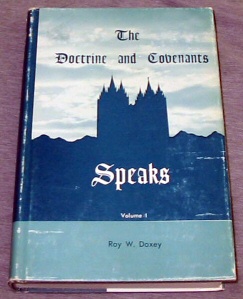 The
Doctrine and Covenants
Speaks
Volume I
Roy W. Doxey